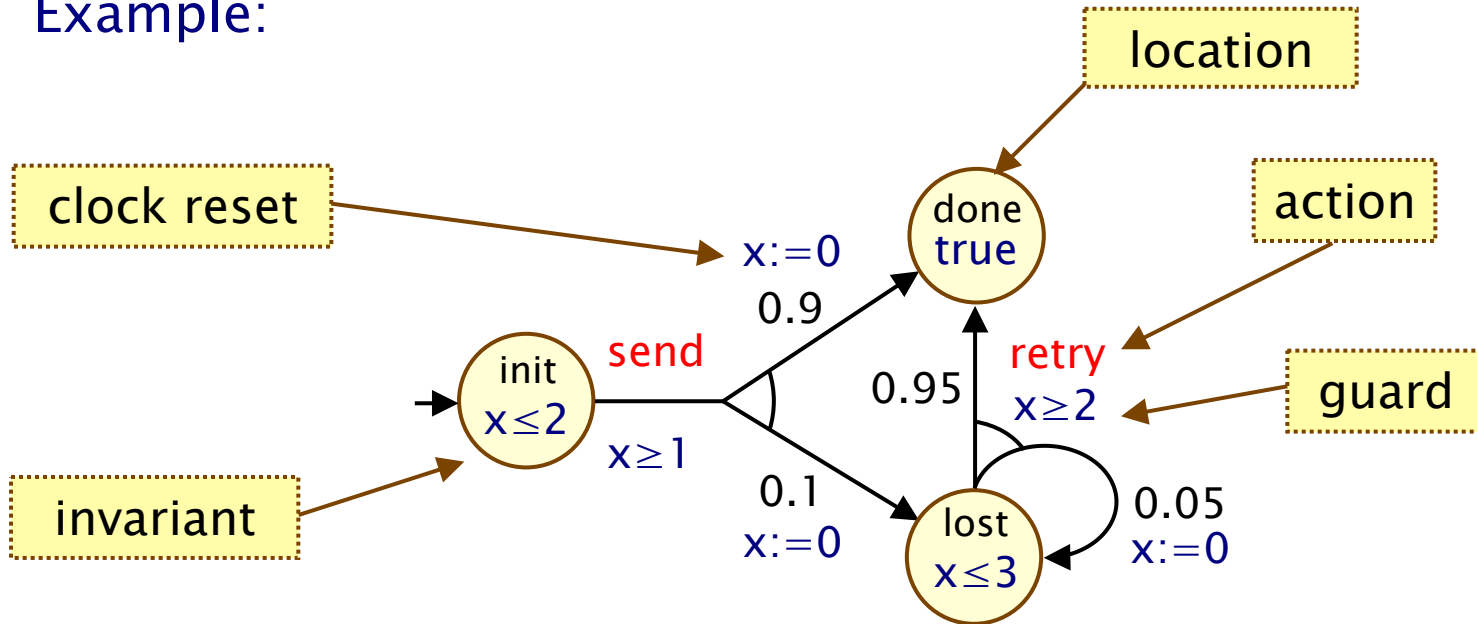 Example:
location
clock reset
action
done
true
x:=0
0.9
send
retry
init
x≤2
0.95
x≥2
guard
x≥1
0.1
x:=0
invariant
lost
x≤3
0.05
x:=0